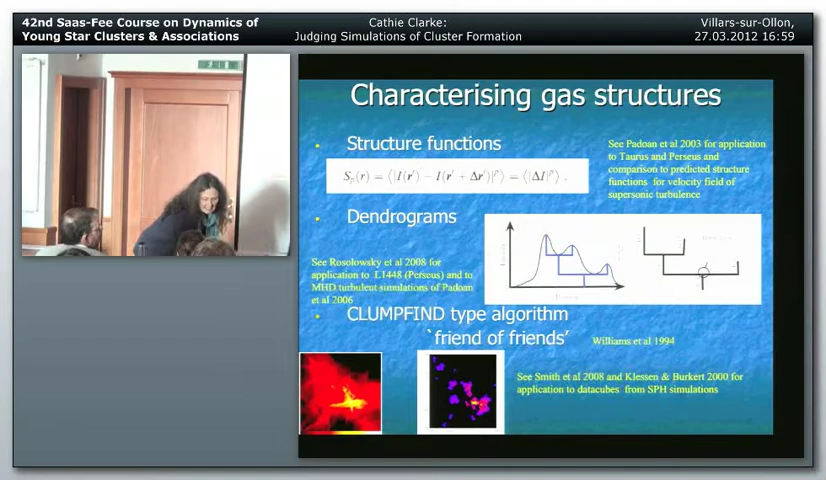 42nd Saas-Fee Course on Dynamics of
Young Star Clusters & Associations
Cathie Clarke:
Judging Simulations of Cluster Formation
Villars-sur-Ollon,
27.03.2012 16:59
Characterising gas structures
• Structure functions
See Padoan et al 2003 for application
to Taurus and Perseus and
comparison to predicted structure
functions for velocity field of
supersonic turbulence
Sₚ(r) = ⟨|I(r′) − I(r′ + Δr′)|ᵖ⟩ = ⟨|ΔI|ᵖ⟩ ,
• Dendrograms
See Rosolowsky et al 2008 for
application to L1448 (Perseus) and to
MHD turbulent simulations of Padoan
et al 2006
• CLUMPFIND type algorithm
`friend of friends’
Williams et al 1994
See Smith et al 2008 and Klessen & Burkert 2000 for
application to datacubes from SPH simulations